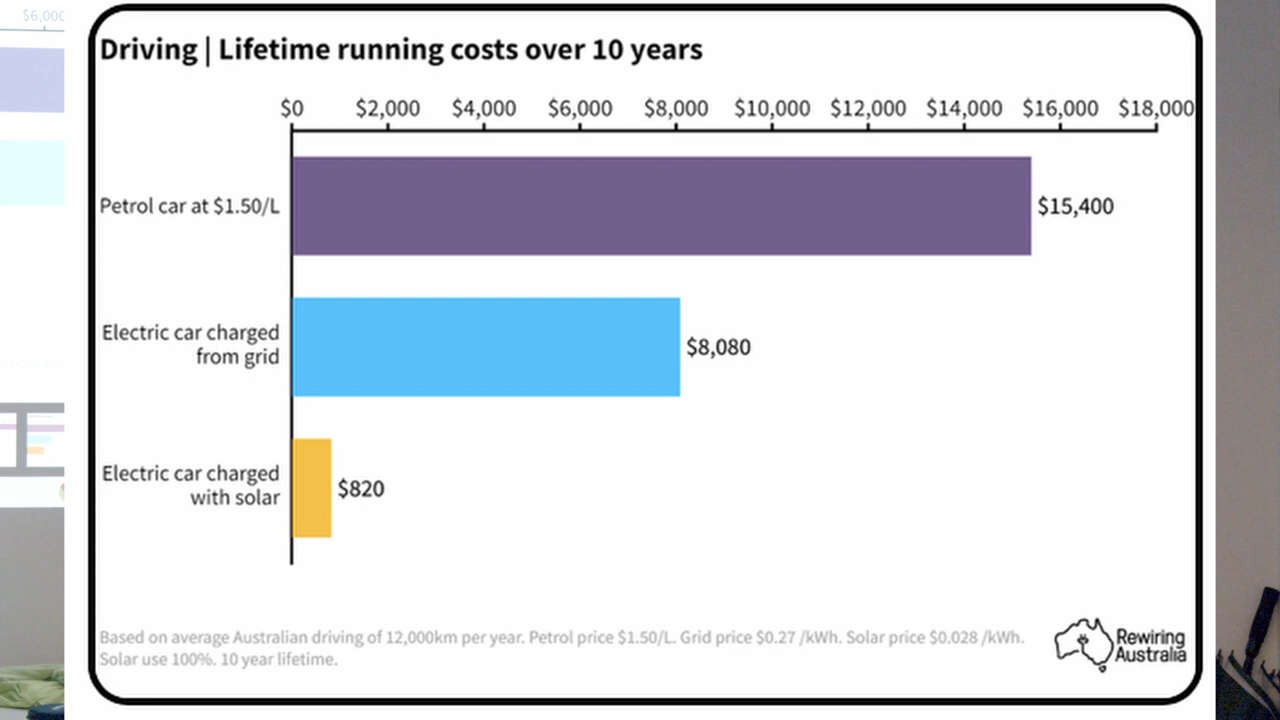 $6,000
Driving | Lifetime running costs over 10 years
$0 $2,000 $4,000 $6,000 $8,000 $10,000 $12,000 $14,000 $16,000 $18,000
Petrol car at $1.50/L
$15,400
Electric car charged
from grid
$8,080
Electric car charged
with solar
$820
Based on average Australian driving of 12,000km per year. Petrol price $1.50/L. Grid price $0.27 /kWh. Solar price $0.028 /kWh.
Solar use 100%. 10 year lifetime.
Rewiring
Australia